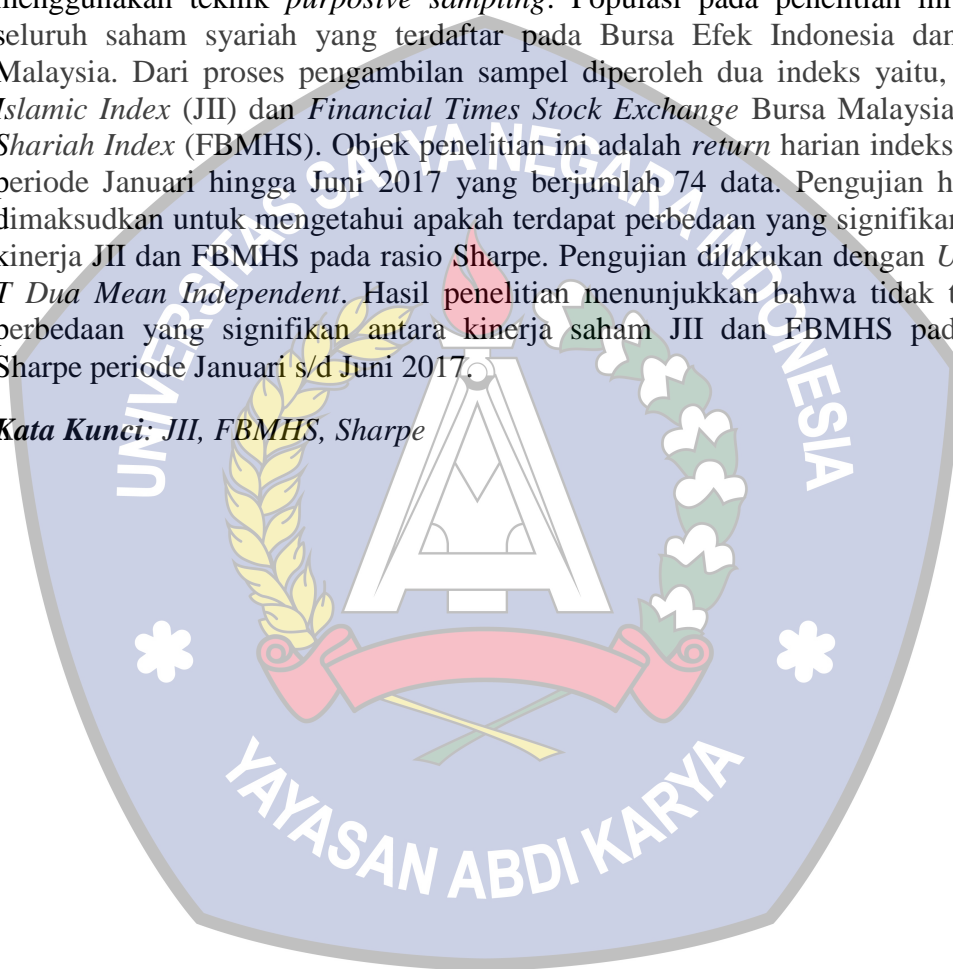 menggunakan teknik purposive sampling. Populasi pada penelitian ini
seluruh saham syariah yang terdaftar pada Bursa Efek Indonesia dan
Malaysia. Dari proses pengambilan sampel diperoleh dua indeks yaitu,
Islamic Index (JII) dan Financial Times Stock Exchange Bursa Malaysia
Shariah Index (FBMHS). Objek penelitian ini adalah return harian indeks
periode Januari hingga Juni 2017 yang berjumlah 74 data. Pengujian h
dimaksudkan untuk mengetahui apakah terdapat perbedaan yang signifikan
kinerja JII dan FBMHS pada rasio Sharpe. Pengujian dilakukan dengan U
T Dua Mean Independent. Hasil penelitian menunjukkan bahwa tidak t
perbedaan yang signifikan antara kinerja saham JII dan FBMHS pad
Sharpe periode Januari s/d Juni 2017.
Kata Kunci: JII, FBMHS, Sharpe
UNIVERSITAS SATYA NEGARA INDONESIA
YAYASAN ABDI KARYA